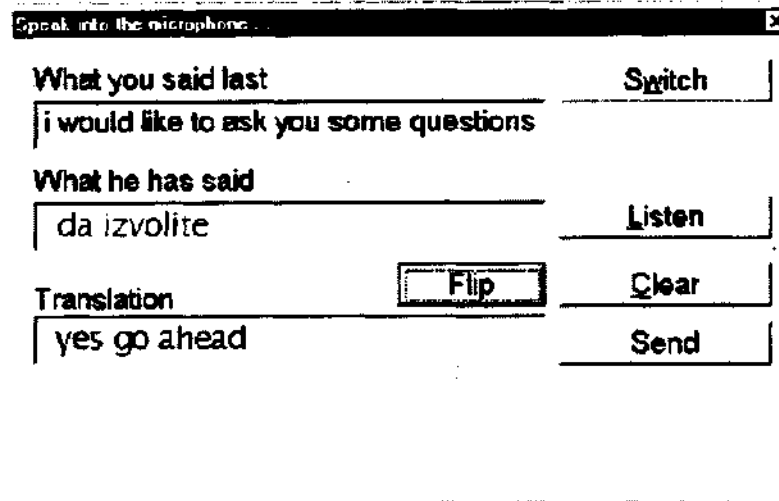 Speak into the microphone...
What you said last
Switch
i would like to ask you some questions
What he has said
da izvolite
Listen
Translation
Flip
Clear
yes go ahead
Send